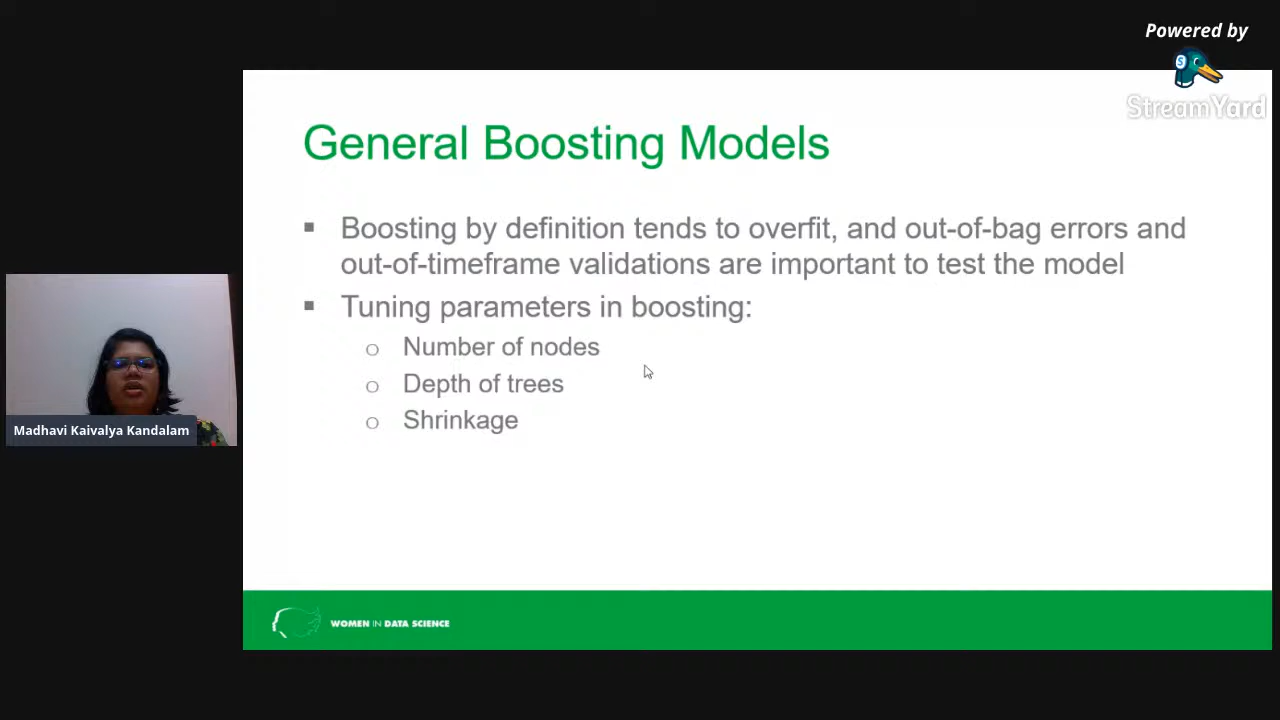 Powered by
StreamYard
General Boosting Models
Boosting by definition tends to overfit, and out-of-bag errors and
out-of-timeframe validations are important to test the model
Tuning parameters in boosting:
Number of nodes
Depth of trees
Shrinkage
Madhavi Kaivalya Kandalam
WOMEN IN DATA SCIENCE